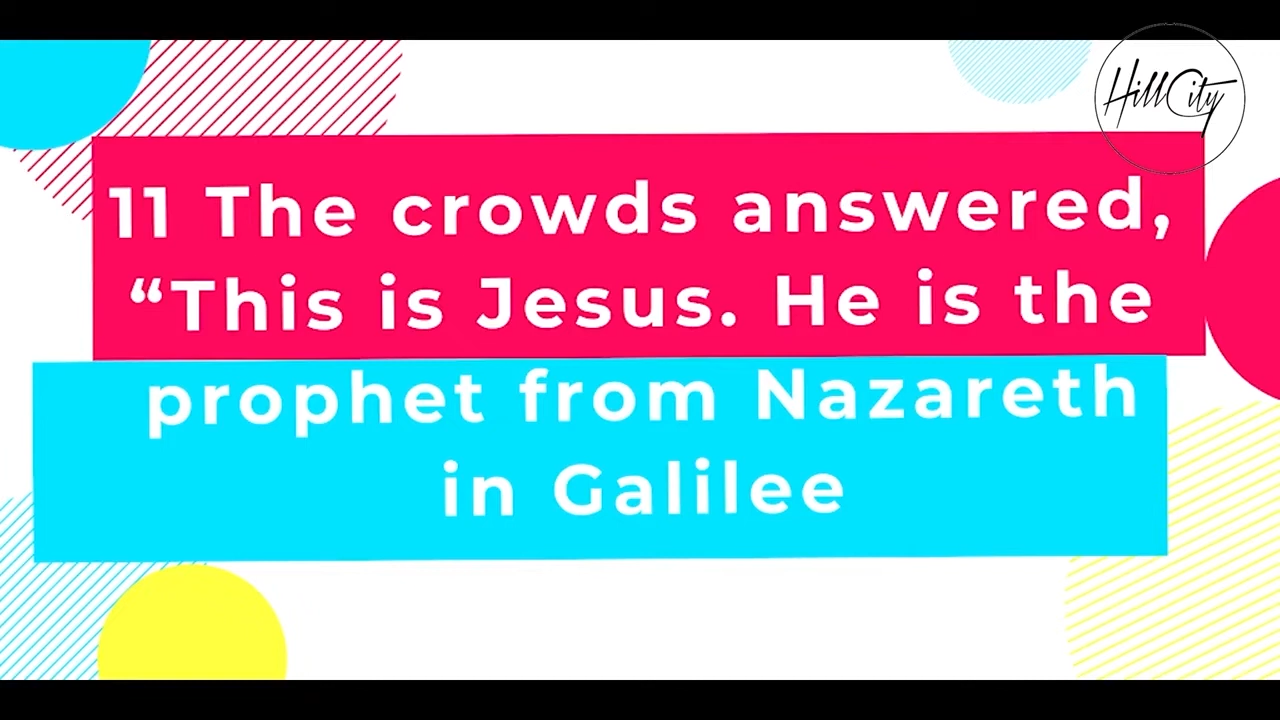 HillCity
11 The crowds answered,
“This is Jesus. He is the
prophet from Nazareth
in Galilee